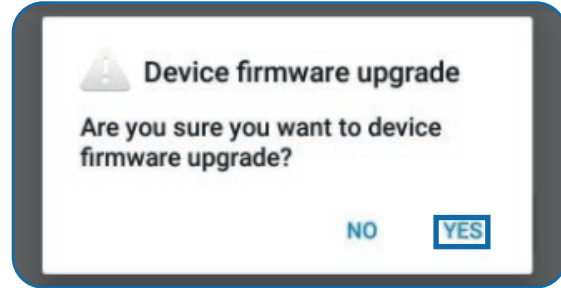 Device firmware upgrade
Are you sure you want to device
firmware upgrade?
NO YES